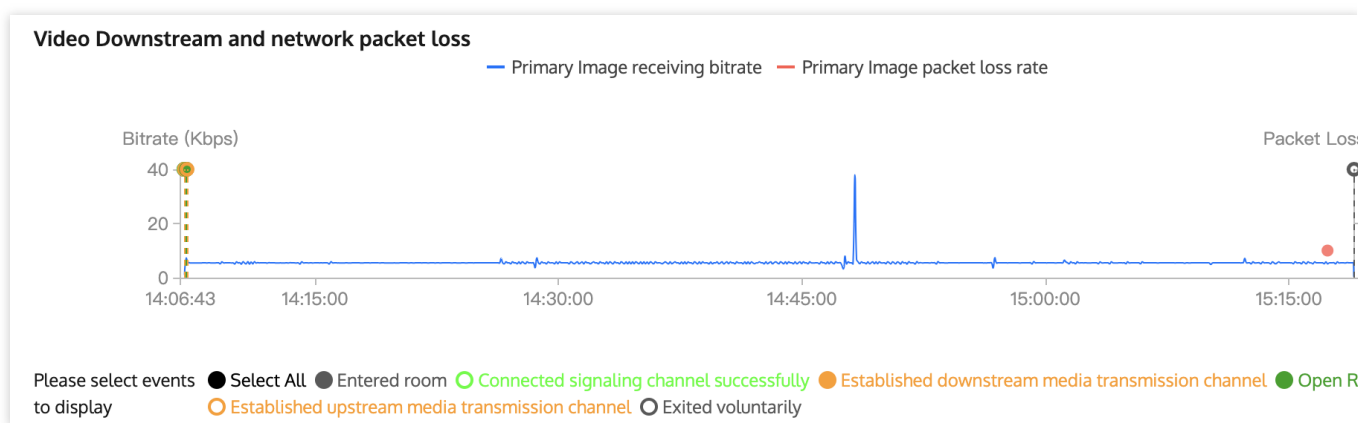 Video Downstream and network packet loss
Primary Image receiving bitrate Primary Image packet loss rate
Bitrate (Kbps) Packet Loss
40
20
0
14:06:43 14:15:00 14:30:00 14:45:00 15:00:00 15:15:00
Please select events Select All Entered room Connected signaling channel successfully Established downstream media transmission channel Open R
to display Established upstream media transmission channel Exited voluntarily